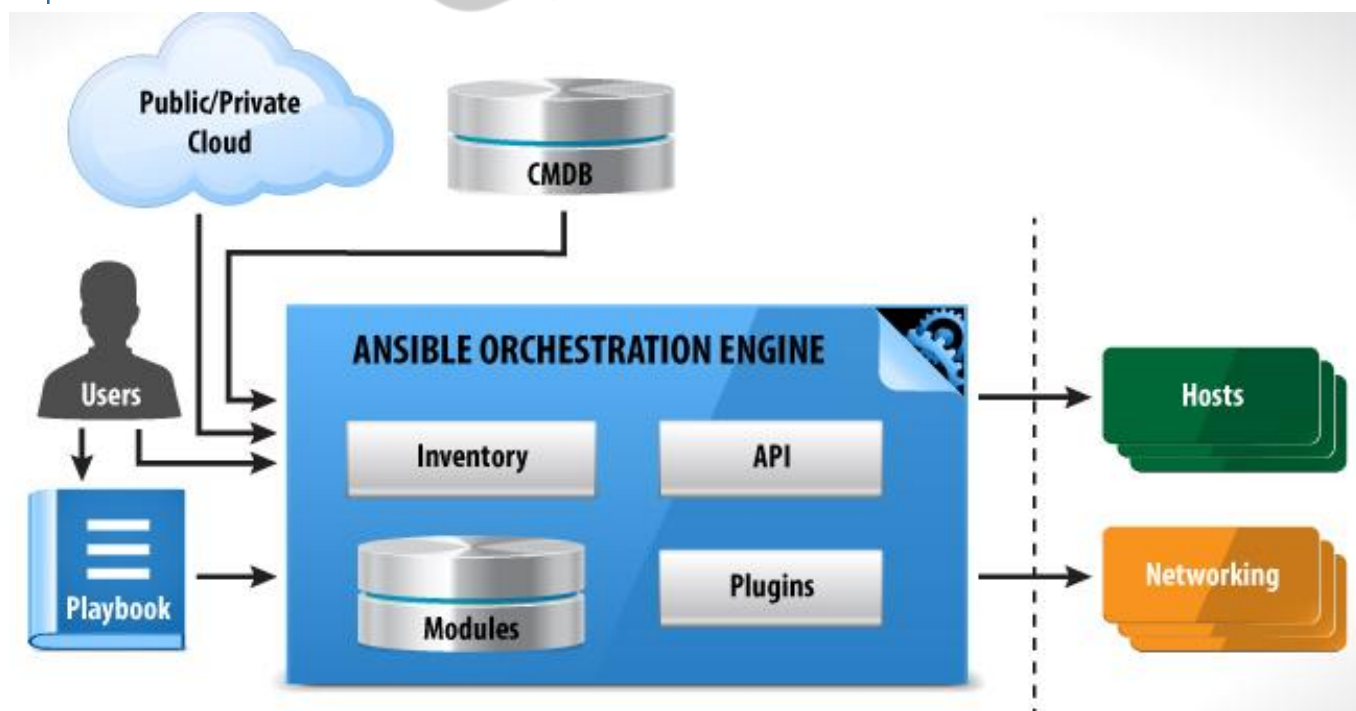 Public/Private
Cloud
CMDB
Users
ANSIBLE ORCHESTRATION ENGINE
Inventory
API
Hosts
Playbook
Modules
Plugins
Networking